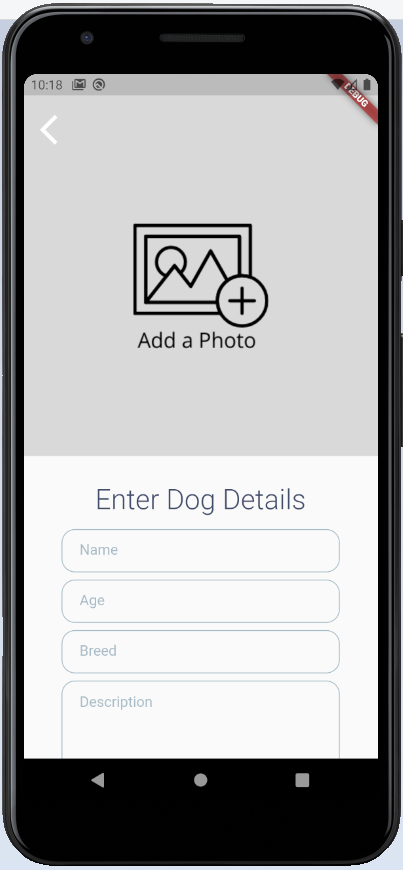 10:18
DEBUG
Add a Photo
Enter Dog Details
Name
Age
Breed
Description